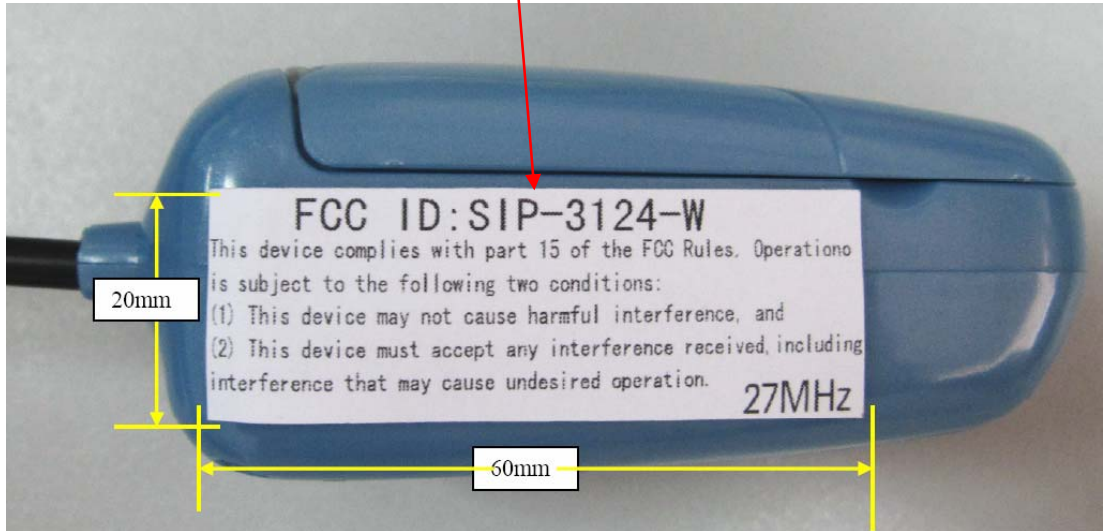 FCC ID:SIP-3124-W
This device complies with part 15 of the FCC Rules. Operationo
is subject to the following two conditions:
(1) This device may not cause harmful interference, and
(2) This device must accept any interference received, including
interference that may cause undesired operation.
27MHz
20mm
60mm